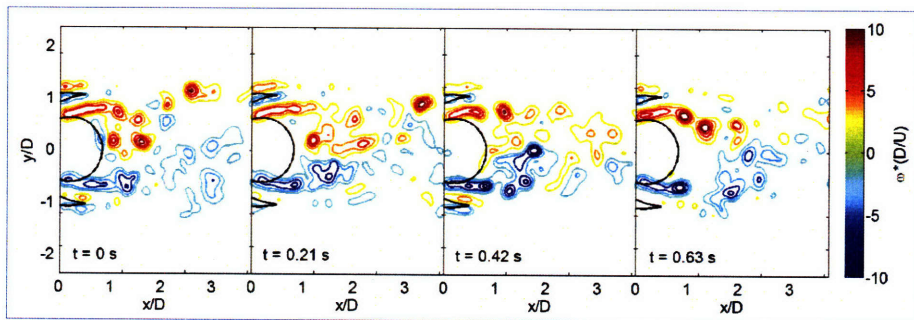 2
1
0
-1
-2
y/D
t = 0 s
t = 0.21 s
t = 0.42 s
t = 0.63 s
0 1 2 3
0 1 2 3
0 1 2 3
0 1 2 3
x/D
x/D
x/D
x/D
10
5
0
-5
-10
ω*(D/U)